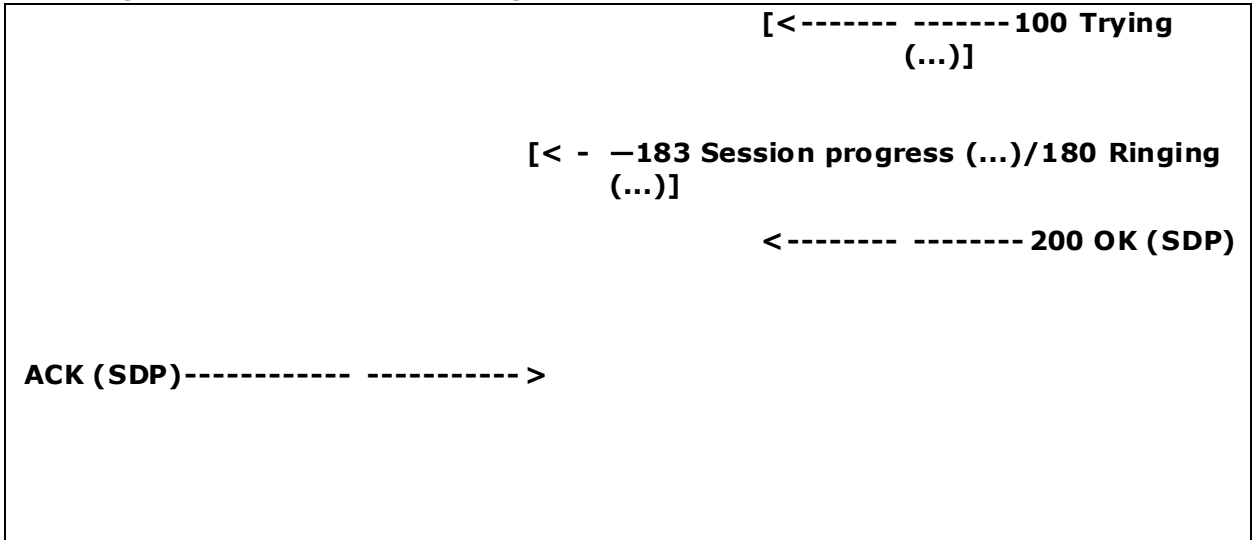 [<------- -------100 Trying
(...)]
[< - —183 Session progress (...)/180 Ringing
(...)]
<-------- --------200 OK (SDP)
ACK (SDP)------------ ----------->